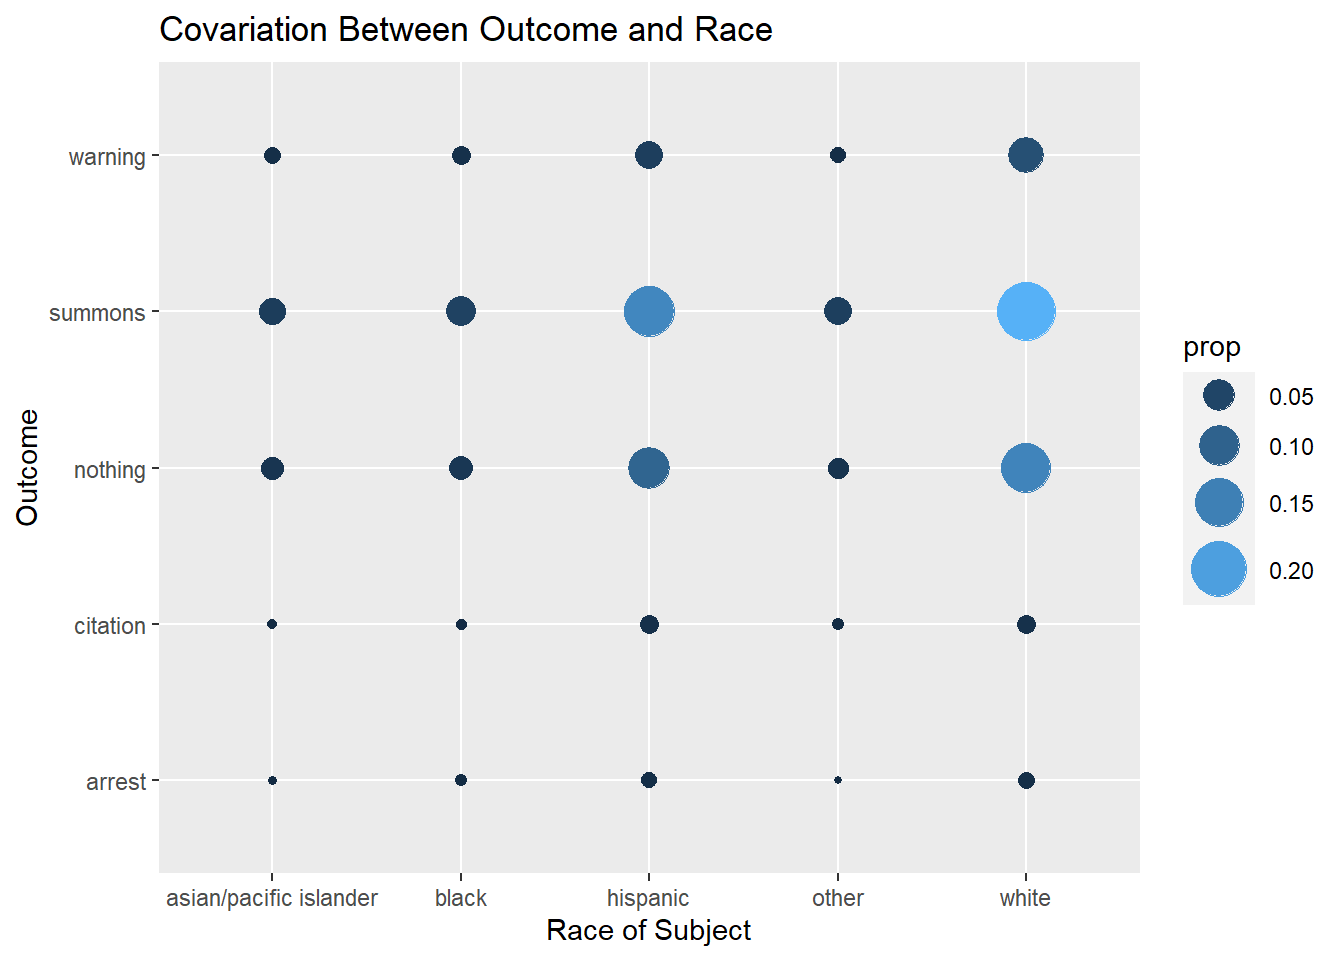 Covariation Between Outcome and Race
warning
summons
nothing
citation
arrest
Outcome
asian/pacific islander
black
hispanic
other
white
Race of Subject
prop
0.05
0.10
0.15
0.20